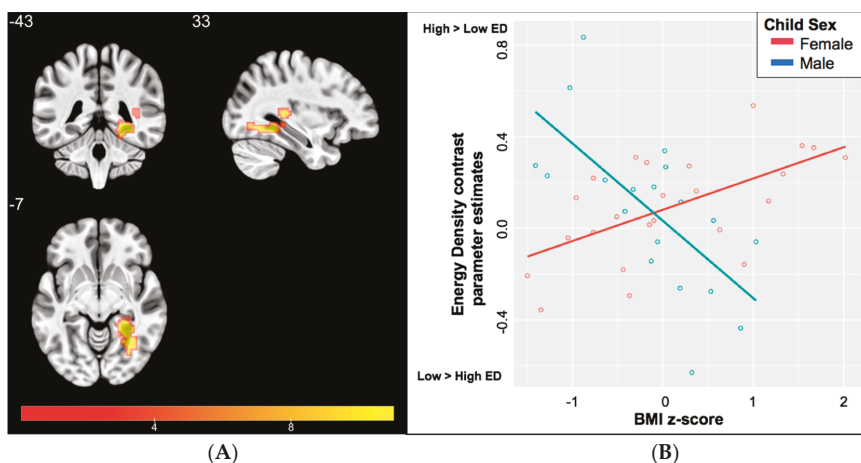 -43
33
-7
4
8
(A)
High > Low ED
Child Sex
Female
Male
0.8
0.4
0.0
-0.4
Energy Density contrast
parameter estimates
Low > High ED
-1
0
1
2
BMI z-score
(B)